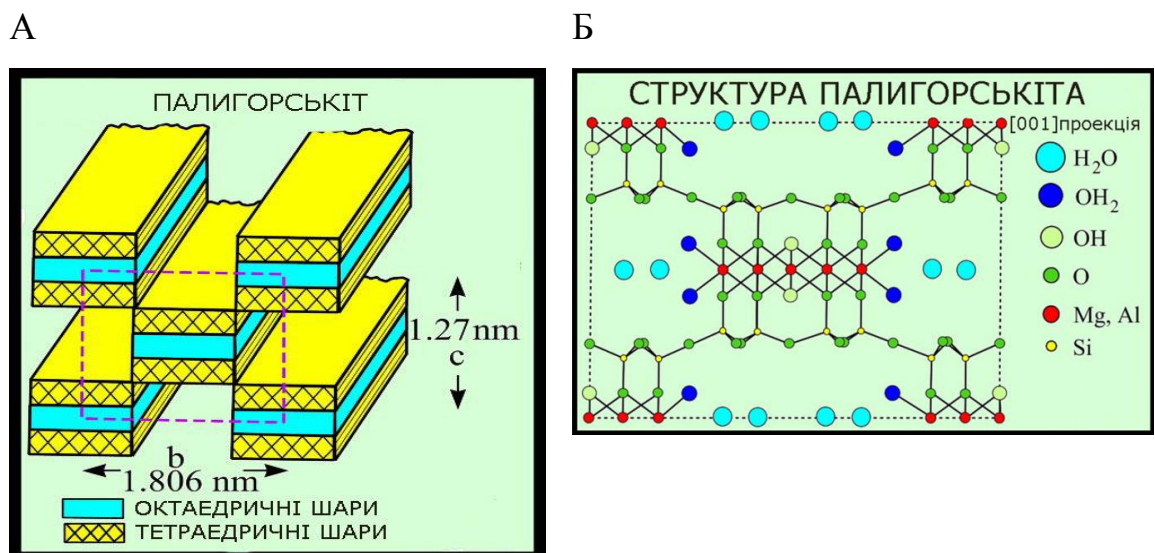 А
Б
ПАЛИГОРСЬКІТ
1.27nm
c
b
1.806 nm
ОКТАЕДРИЧНІ ШАРИ
ТЕТРАЕДРИЧНІ ШАРИ
СТРУКТУРА ПАЛИГОРСЬКІТА
[001]проекція
H₂O
OH₂
OH
O
Mg, Al
Si